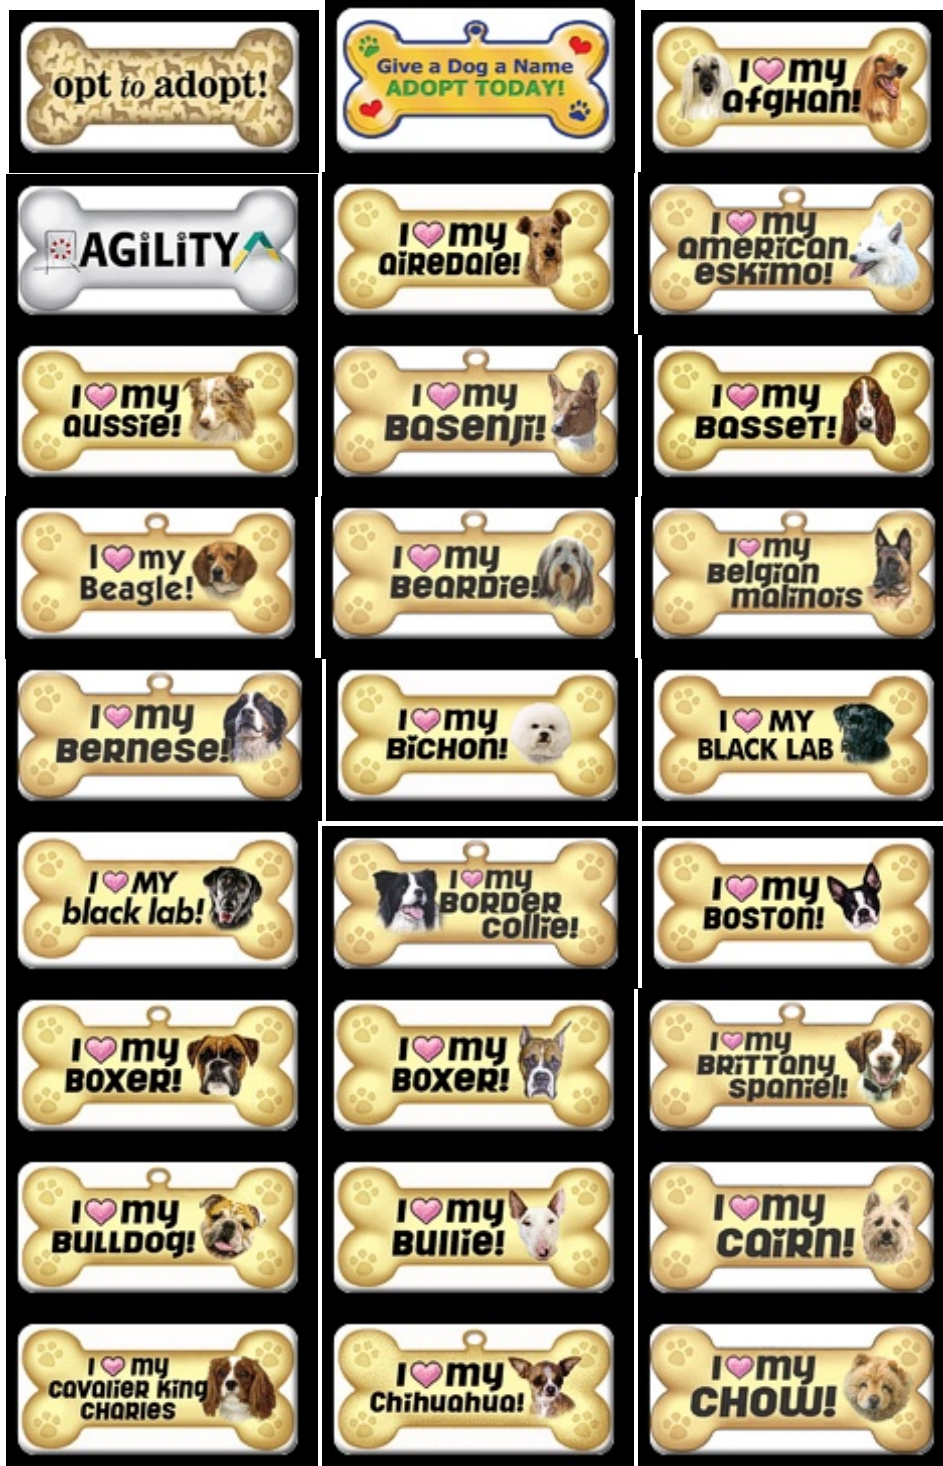 opt to adopt!
Give a Dog a Name
ADOPT TODAY!
I my
afghan!
AGILITY
I my
airedale!
I my
american
eskimo!
I my
aussie!
I my
Basenji!
I my
Basset!
I my
Beagle!
I my
Beardie!
I my
Belgian
malinois
I my
Bernese!
I my
Bichon!
I MY
BLACK LAB
I MY
black lab!
I my
Border
collie!
I my
Boston!
I my
Boxer!
I my
Boxer!
I my
Brittany
spaniel!
I my
Bulldog!
I my
Bullie!
I my
cairn!
I my
cavalier King
Charles
I my
Chihuahua!
I my
CHOW!